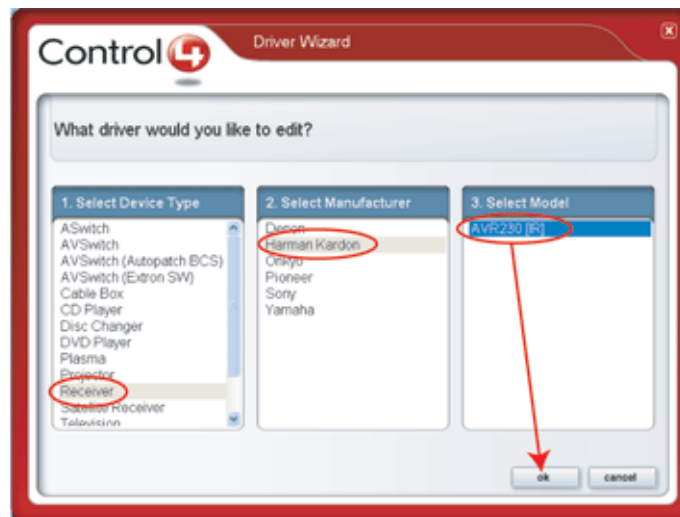 Control4
Driver Wizard
x
What driver would you like to edit?
1. Select Device Type
ASwitch
AVSwitch
AVSwitch (Autopatch BCS)
AVSwitch (Extron SW)
Cable Box
CD Player
Disc Changer
DVD Player
Plasma
Projector
Receiver
Satellite Receiver
Television
2. Select Manufacturer
Denon
Harman Kardon
Onkyo
Pioneer
Sony
Yamaha
3. Select Model
AVR230 [IR]
ok
cancel